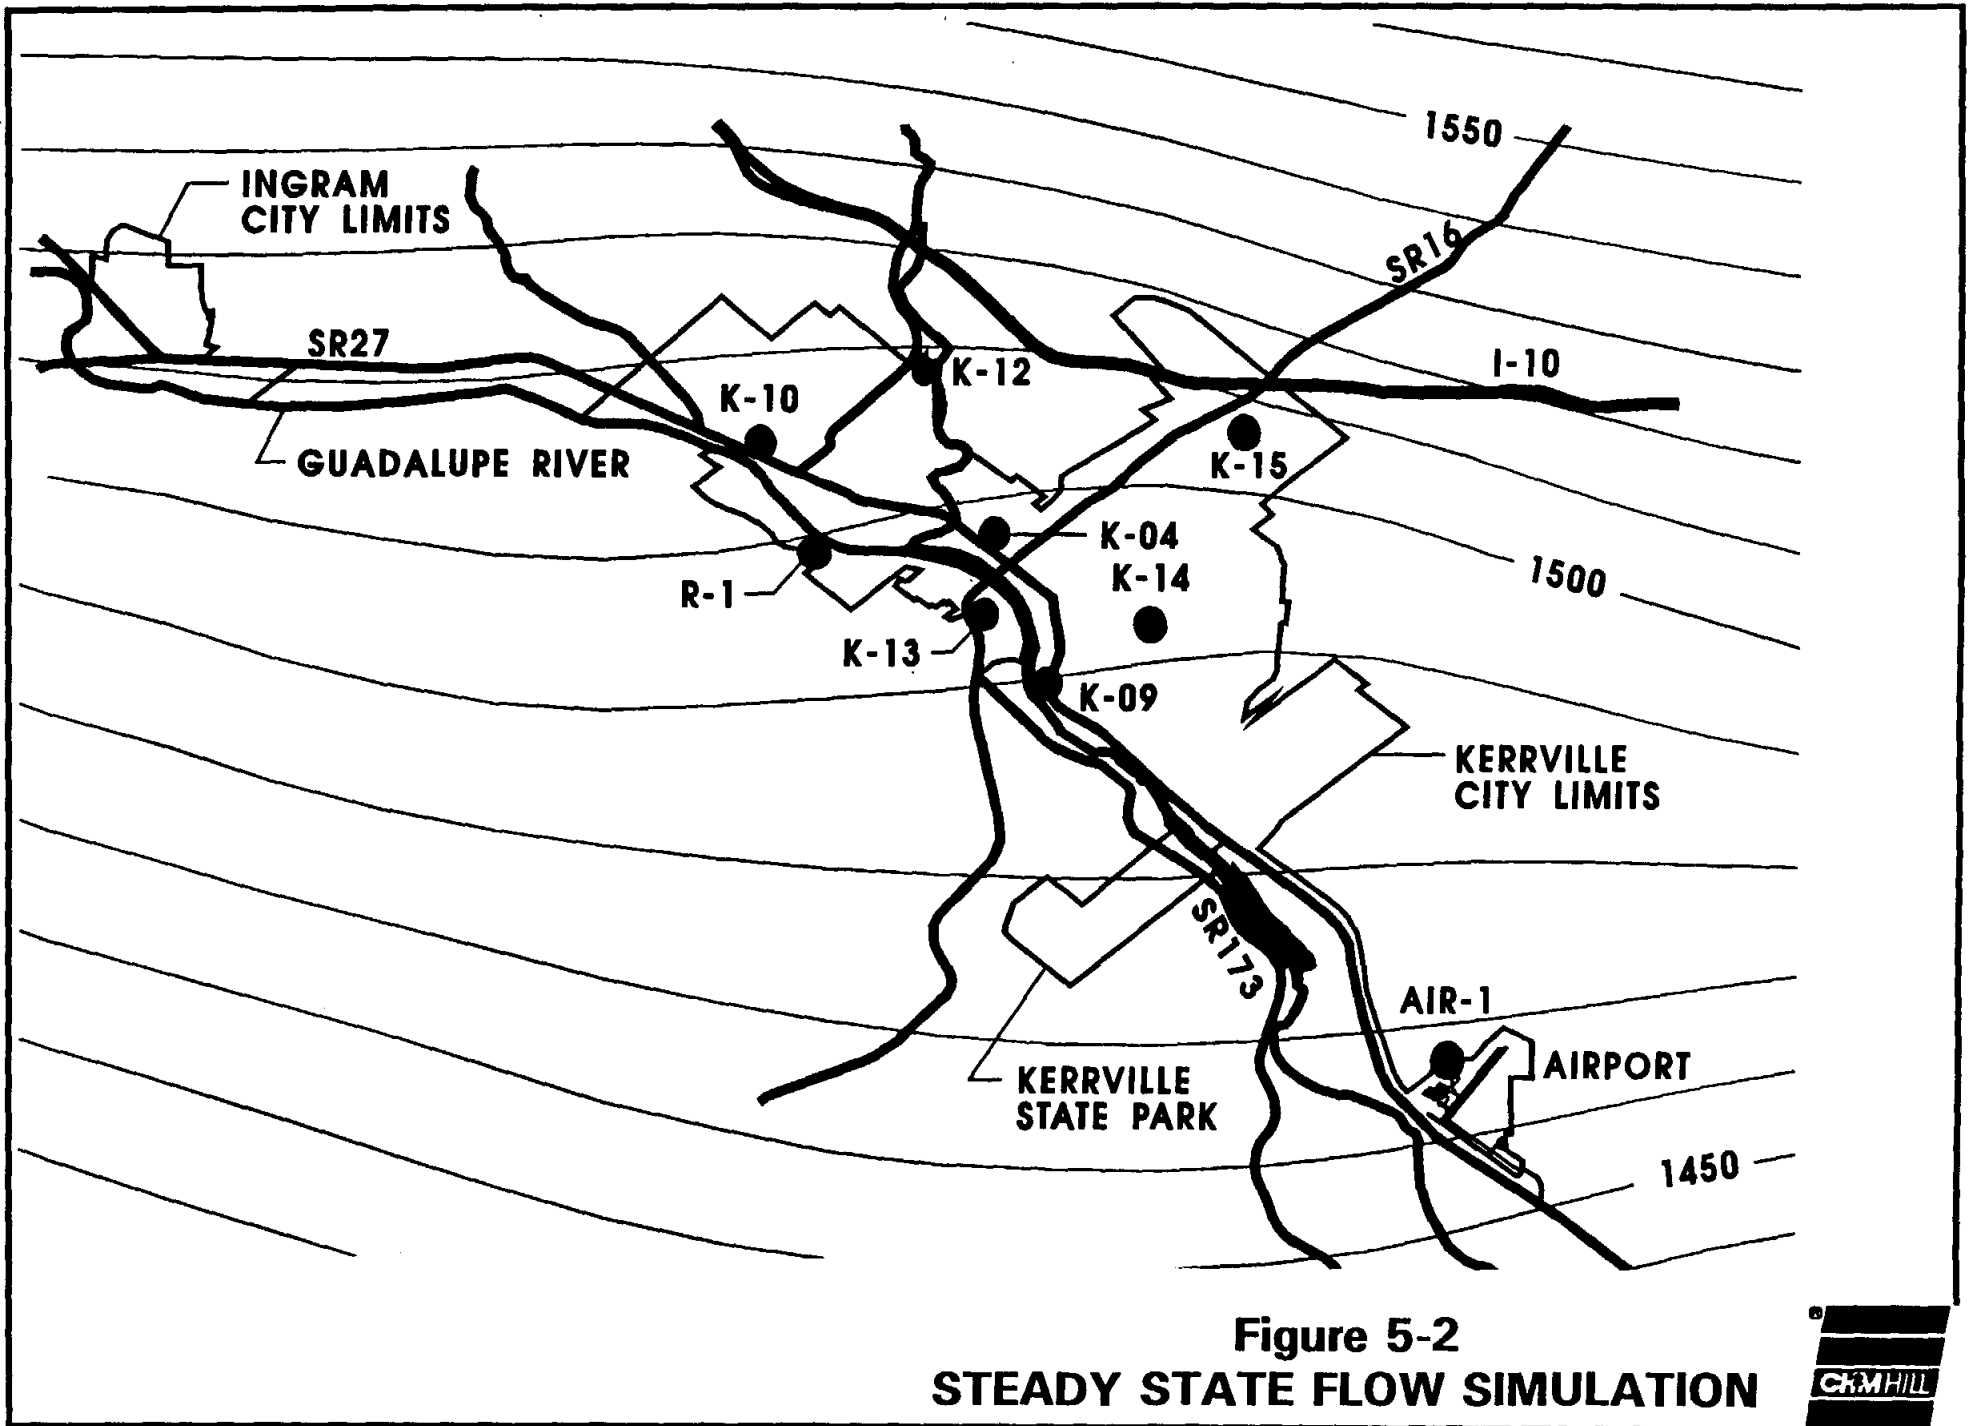 1550
INGRAM
CITY LIMITS
SR16
SR27
I-10
K-12
K-10
GUADALUPE RIVER
K-15
K-04
K-14
1500
R-1
K-13
K-09
KERRVILLE
CITY LIMITS
SR173
AIR-1
AIRPORT
KERRVILLE
STATE PARK
1450
Figure 5-2
STEADY STATE FLOW SIMULATION
®
CH2M HILL